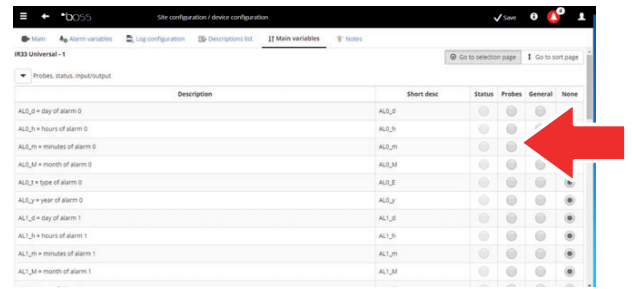 boss Site configuration / device configuration Save 4
Main Alarm variables Log configuration Descriptions list Main variables Notes
IR33 Universal - 1 Go to selection page Go to sort page
Probes, status, input/output
Description Short desc Status Probes General None
AL0_d = day of alarm 0 AL0_d
AL0_h = hours of alarm 0 AL0_h
AL0_m = minutes of alarm 0 AL0_m
AL0_M = month of alarm 0 AL0_M
AL0_t = type of alarm 0 AL0_E
AL0_y = year of alarm 0 AL0_y
AL1_d = day of alarm 1 AL1_d
AL1_h = hours of alarm 1 AL1_h
AL1_m = minutes of alarm 1 AL1_m
AL1_M = month of alarm 1 AL1_M